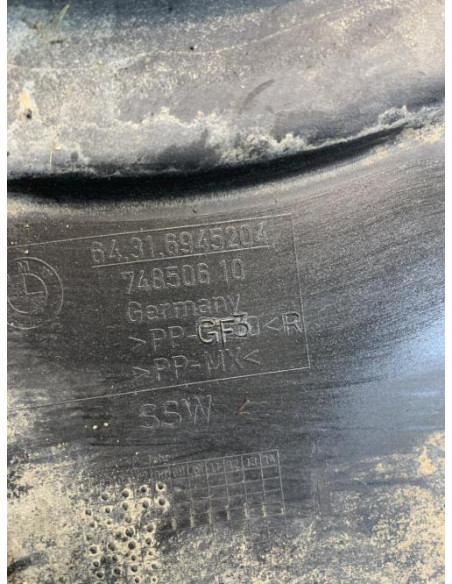 64.31.6945204
748506 10
Germany
>PP-GF30<R
>PP-MX<
SSW